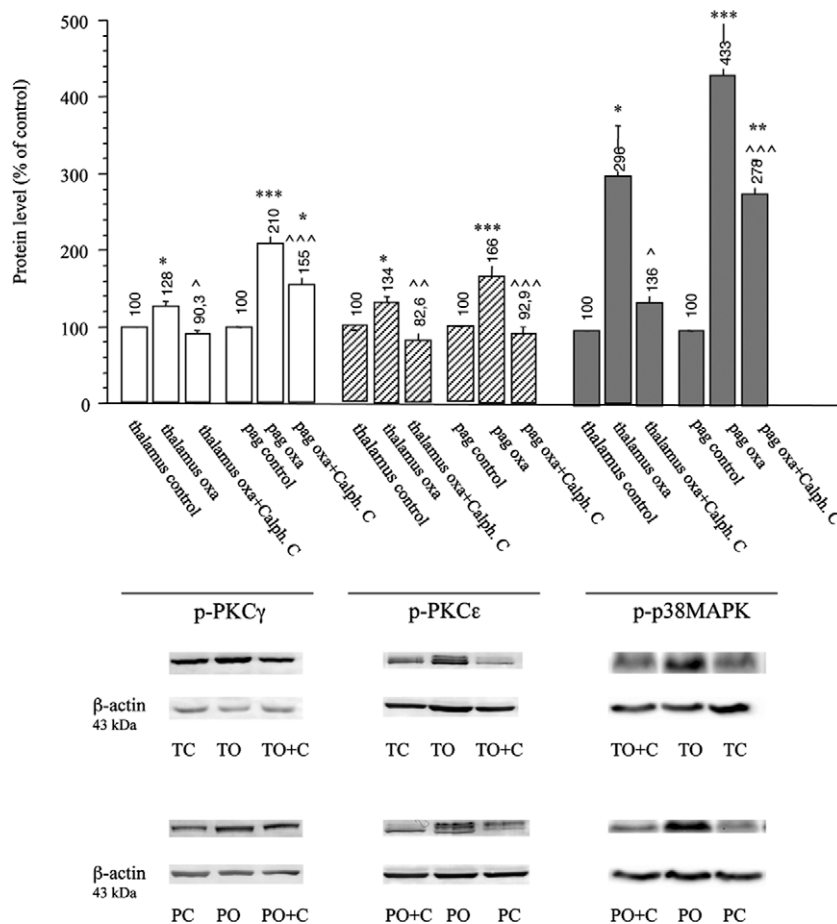 Protein level (% of control)
500
400
300
200
100
0
100
*
128
^
90,3
100
***
210
*
^^^
155
100
*
134
^^
82,6
100
***
166
^^^
92,9
100
*
296
^
136
100
***
433
**
^^^
278
thalamus control
thalamus oxa
thalamus oxa+Calph. C
pag control
pag oxa
pag oxa+Calph. C
thalamus control
thalamus oxa
thalamus oxa+Calph. C
pag control
pag oxa
pag oxa+Calph. C
thalamus control
thalamus oxa
thalamus oxa+Calph. C
pag control
pag oxa
pag oxa+Calph. C
p-PKCγ p-PKCε p-p38MAPK
β-actin
43 kDa
TC TO TO+C TC TO TO+C TO+C TO TC
β-actin
43 kDa
PC PO PO+C PO+C PO PC PO+C PO PC